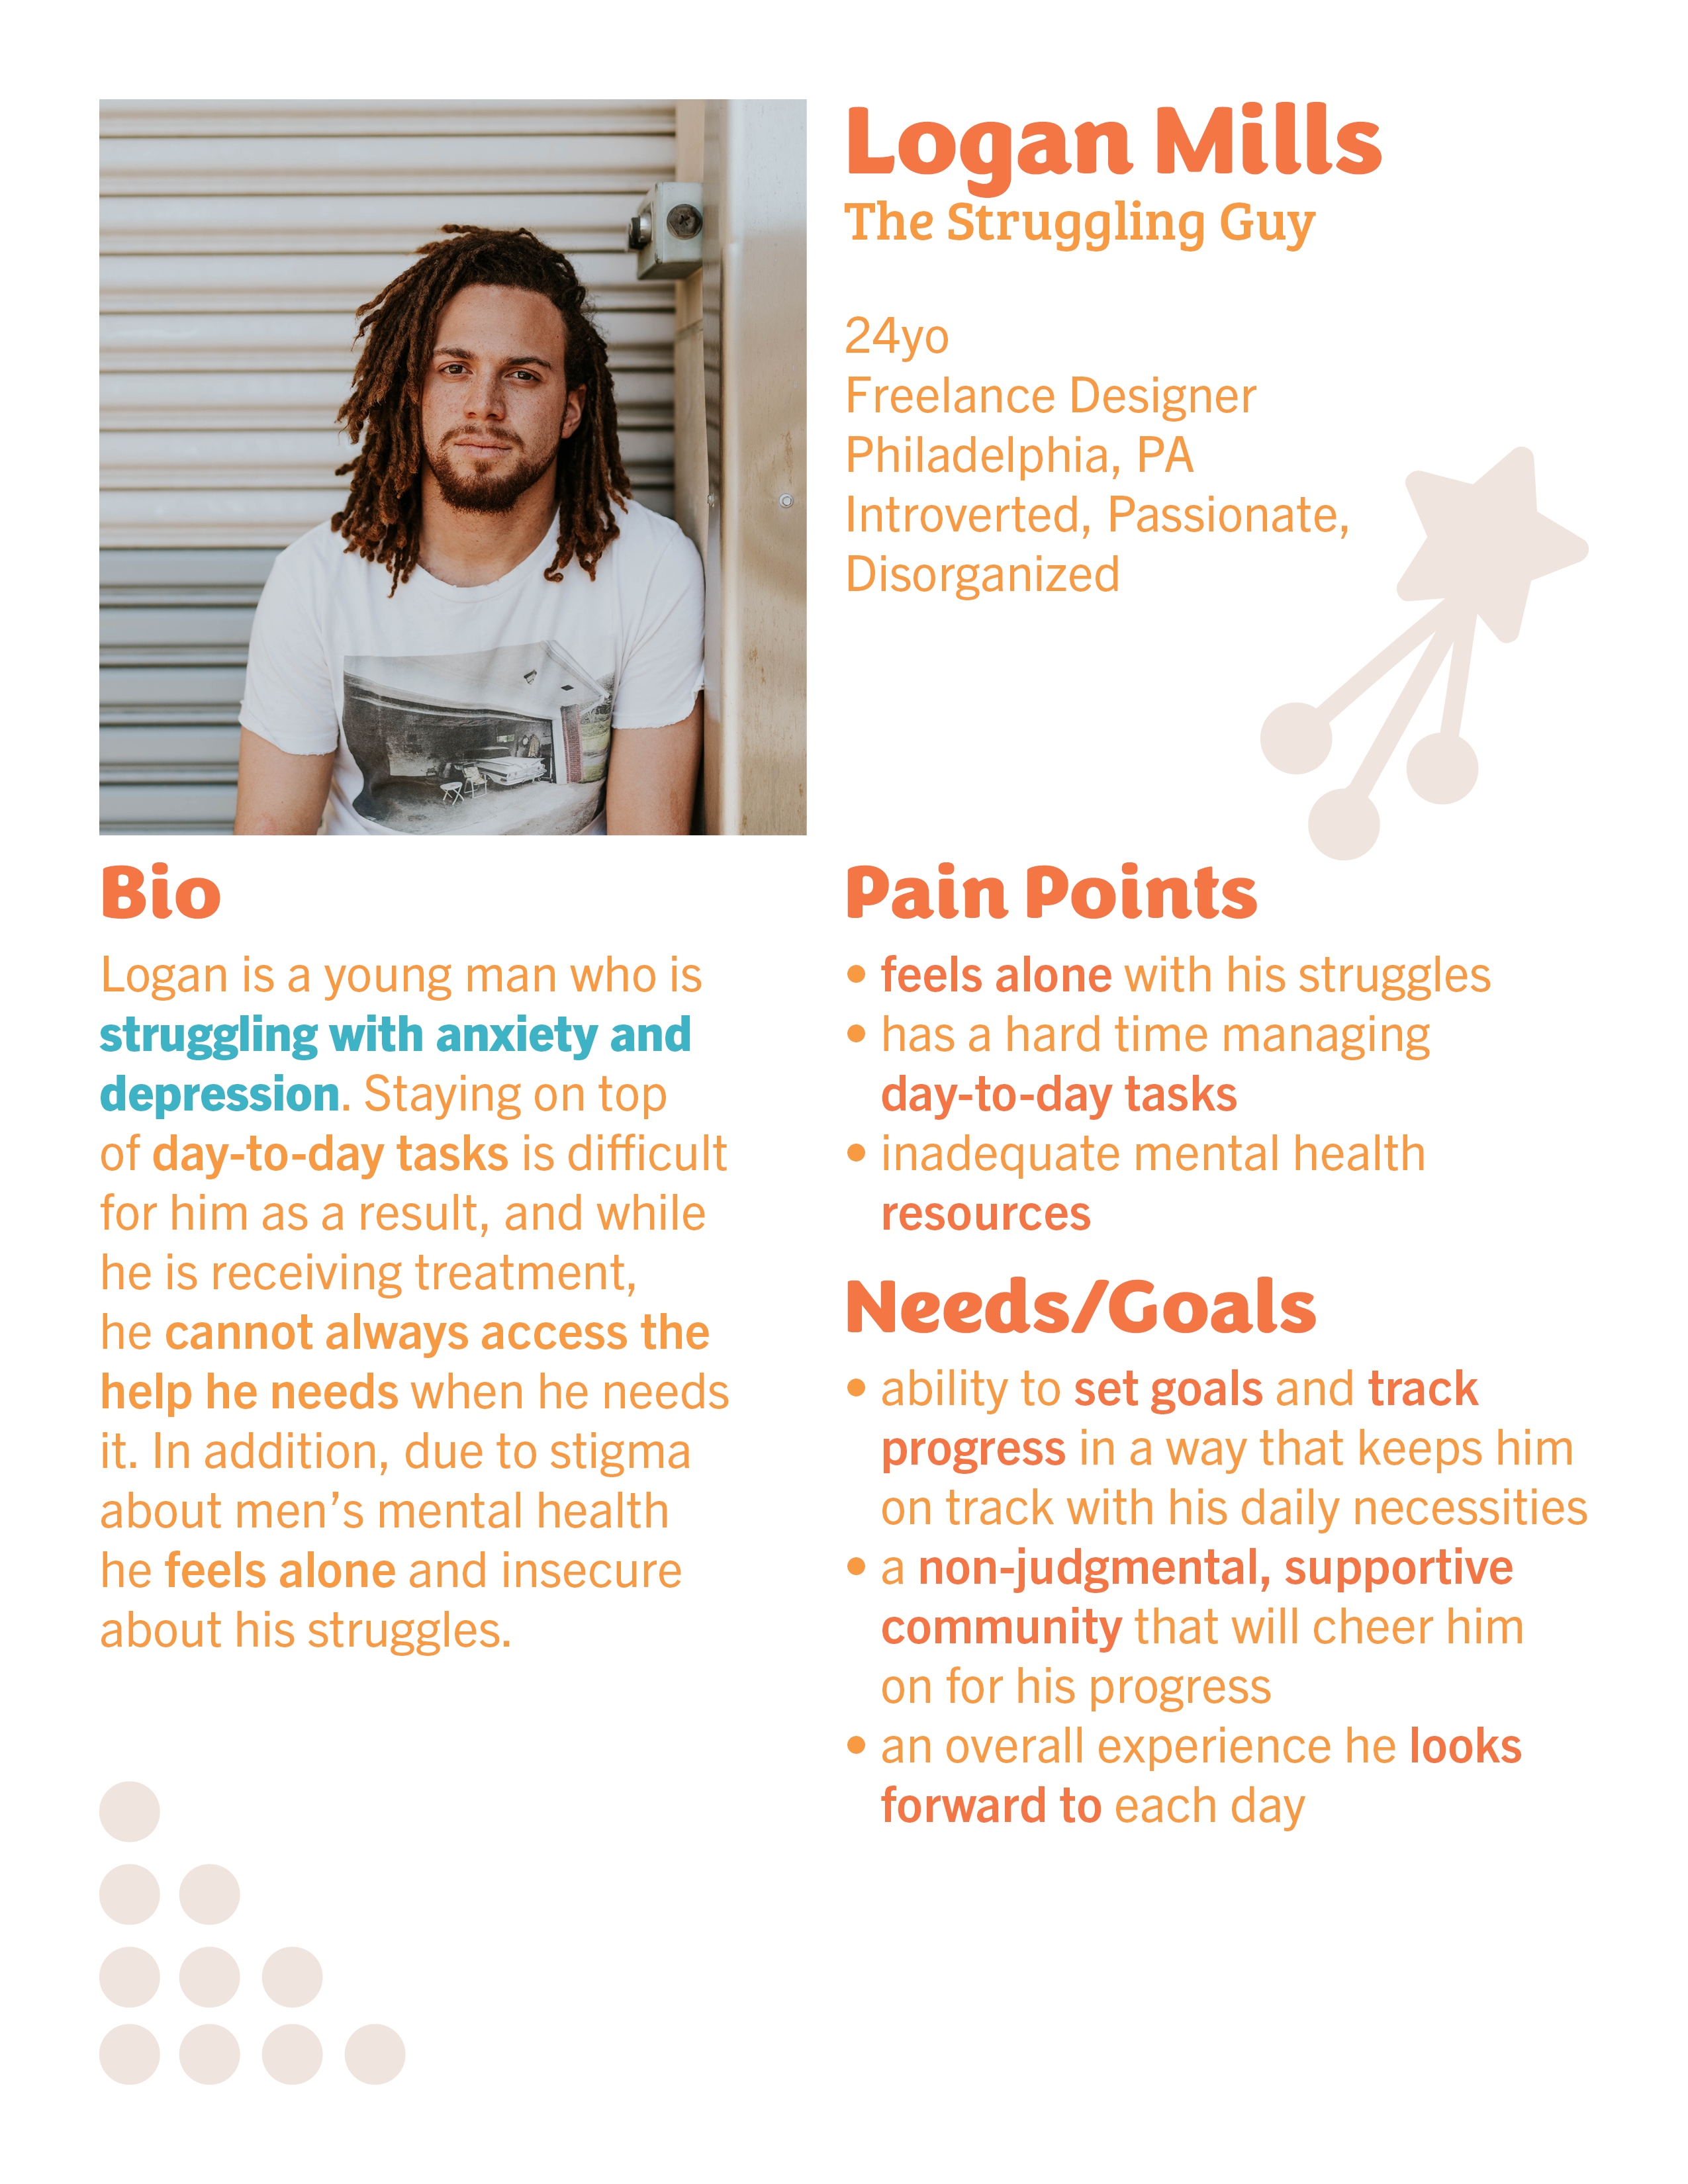 Logan Mills
The Struggling Guy
24yo
Freelance Designer
Philadelphia, PA
Introverted, Passionate,
Disorganized
Bio
Logan is a young man who is
struggling with anxiety and
depression. Staying on top
of day-to-day tasks is difficult
for him as a result, and while
he is receiving treatment,
he cannot always access the
help he needs when he needs
it. In addition, due to stigma
about men’s mental health
he feels alone and insecure
about his struggles.
Pain Points
• feels alone with his struggles
• has a hard time managing
day-to-day tasks
• inadequate mental health
resources
Needs/Goals
• ability to set goals and track
progress in a way that keeps him
on track with his daily necessities
• a non-judgmental, supportive
community that will cheer him
on for his progress
• an overall experience he looks
forward to each day